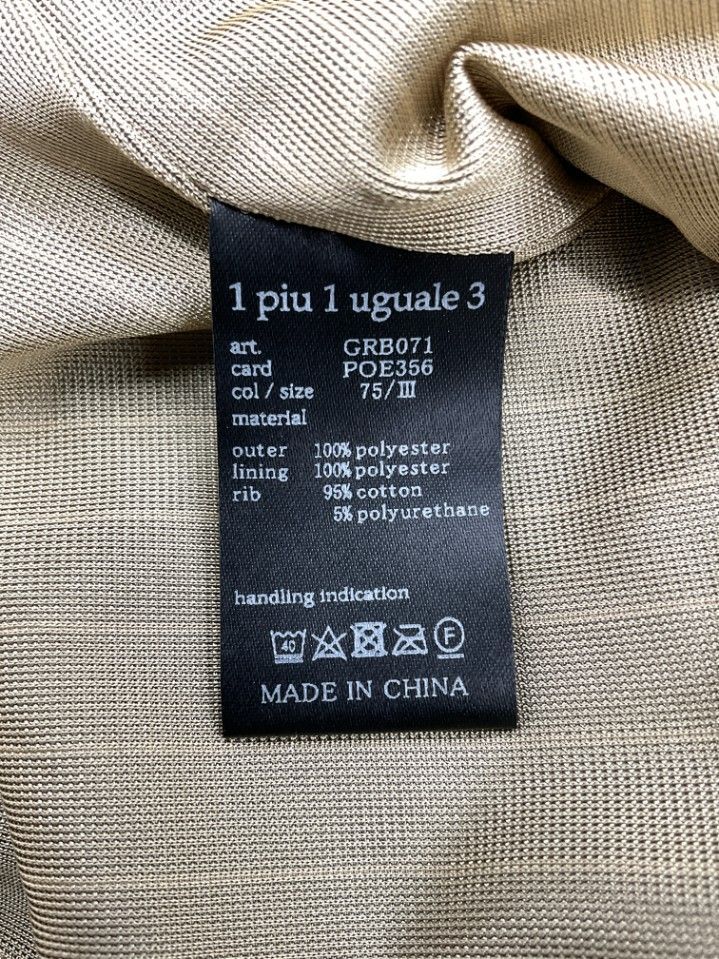 1 piu 1 uguale 3
art. GRB071
card POE356
col / size 75/III
material
outer 100% polyester
lining 100% polyester
rib 95% cotton
5% polyurethane
handling indication
40 F
MADE IN CHINA